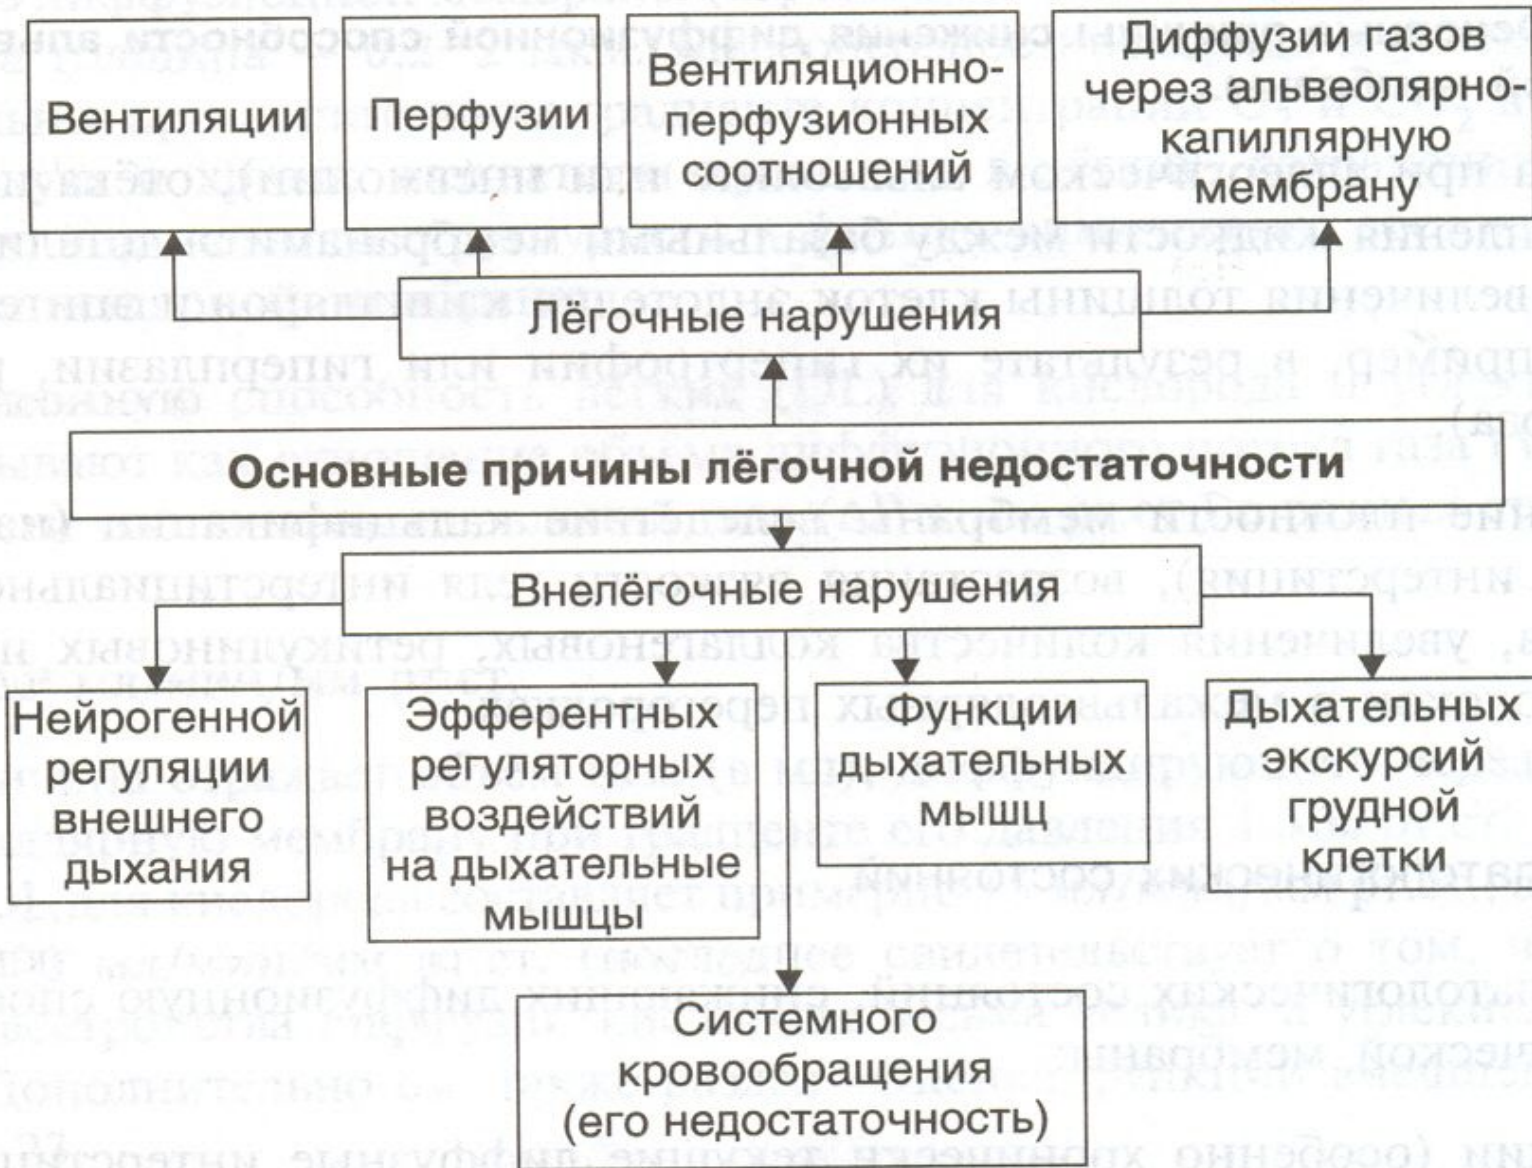 Вентиляции
Перфузии
Вентиляционно-
перфузионных
соотношений
Диффузии газов
через альвеолярно-
капиллярную
мембрану
Лёгочные нарушения
Основные причины лёгочной недостаточности
Внелёгочные нарушения
Нейрогенной
регуляции
внешнего
дыхания
Эфферентных
регуляторных
воздействий
на дыхательные
мышцы
Функции
дыхательных
мышц
Дыхательных
экскурсий
грудной
клетки
Системного
кровообращения
(его недостаточность)